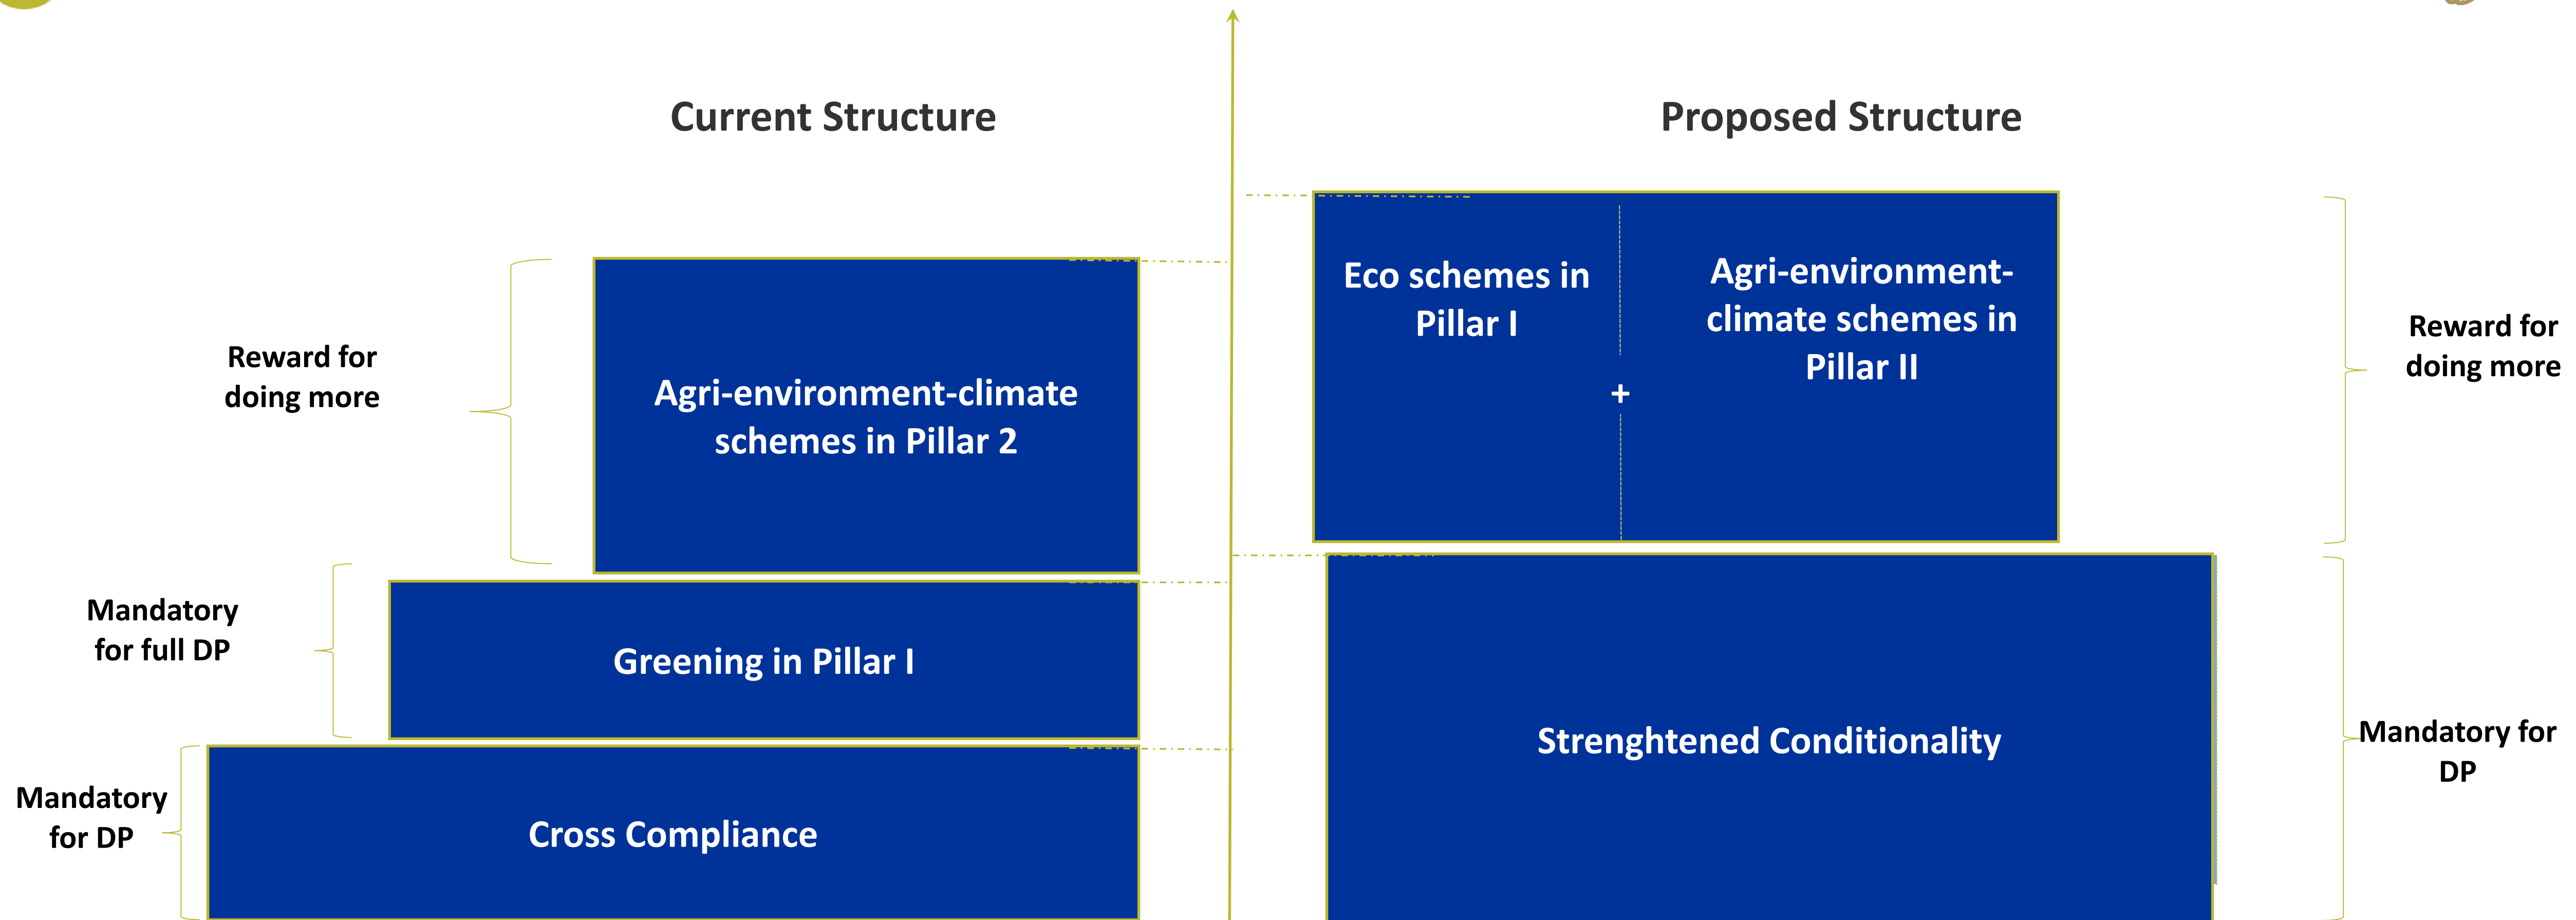 Current Structure
Proposed Structure
Reward for
doing more
Agri-environment-climate
schemes in Pillar 2
Mandatory
for full DP
Greening in Pillar I
Mandatory
for DP
Cross Compliance
Eco schemes in
Pillar I
+
Agri-environment-
climate schemes in
Pillar II
Reward for
doing more
Strenghtened Conditionality
Mandatory for
DP